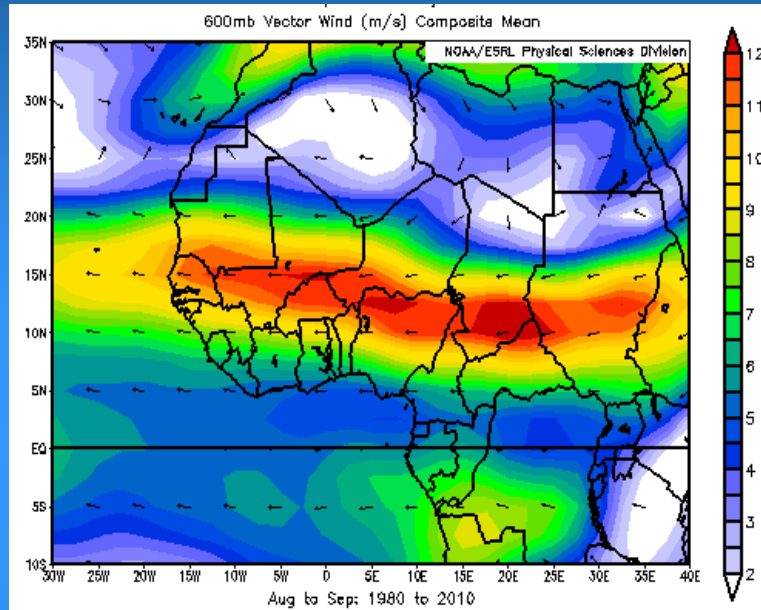 600mb Vector Wind (m/s) Composite Mean
NOAA/ESRL Physical Sciences Division
35N
30N
25N
20N
15N
10N
5N
EQ
5S
10S
30W 25W 20W 15W 10W 5W 0 5E 10E 15E 20E 25E 30E 35E 40E
Aug to Sep: 1980 to 2010
12
11
10
9
8
7
6
5
4
3
2